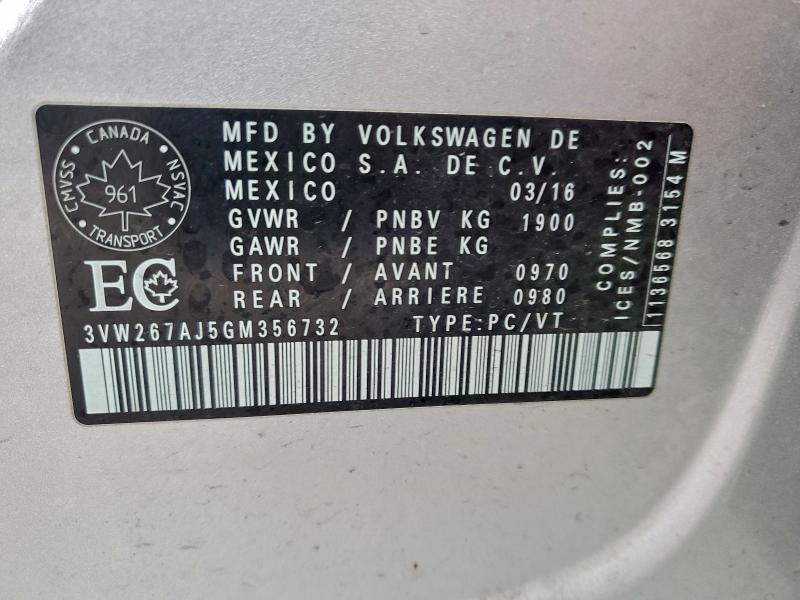 CANADA
CMVSS
NSVAC
961
TRANSPORT
EC
MFD BY VOLKSWAGEN DE
MEXICO S.A. DE C.V.
MEXICO 03/16
GVWR / PNBV KG 1900
GAWR / PNBE KG
FRONT / AVANT 0970
REAR / ARRIERE 0980
3VW267AJ5GM356732 TYPE:PC/VT
COMPLIES:
ICES/NMB-002
1136568 3154 M